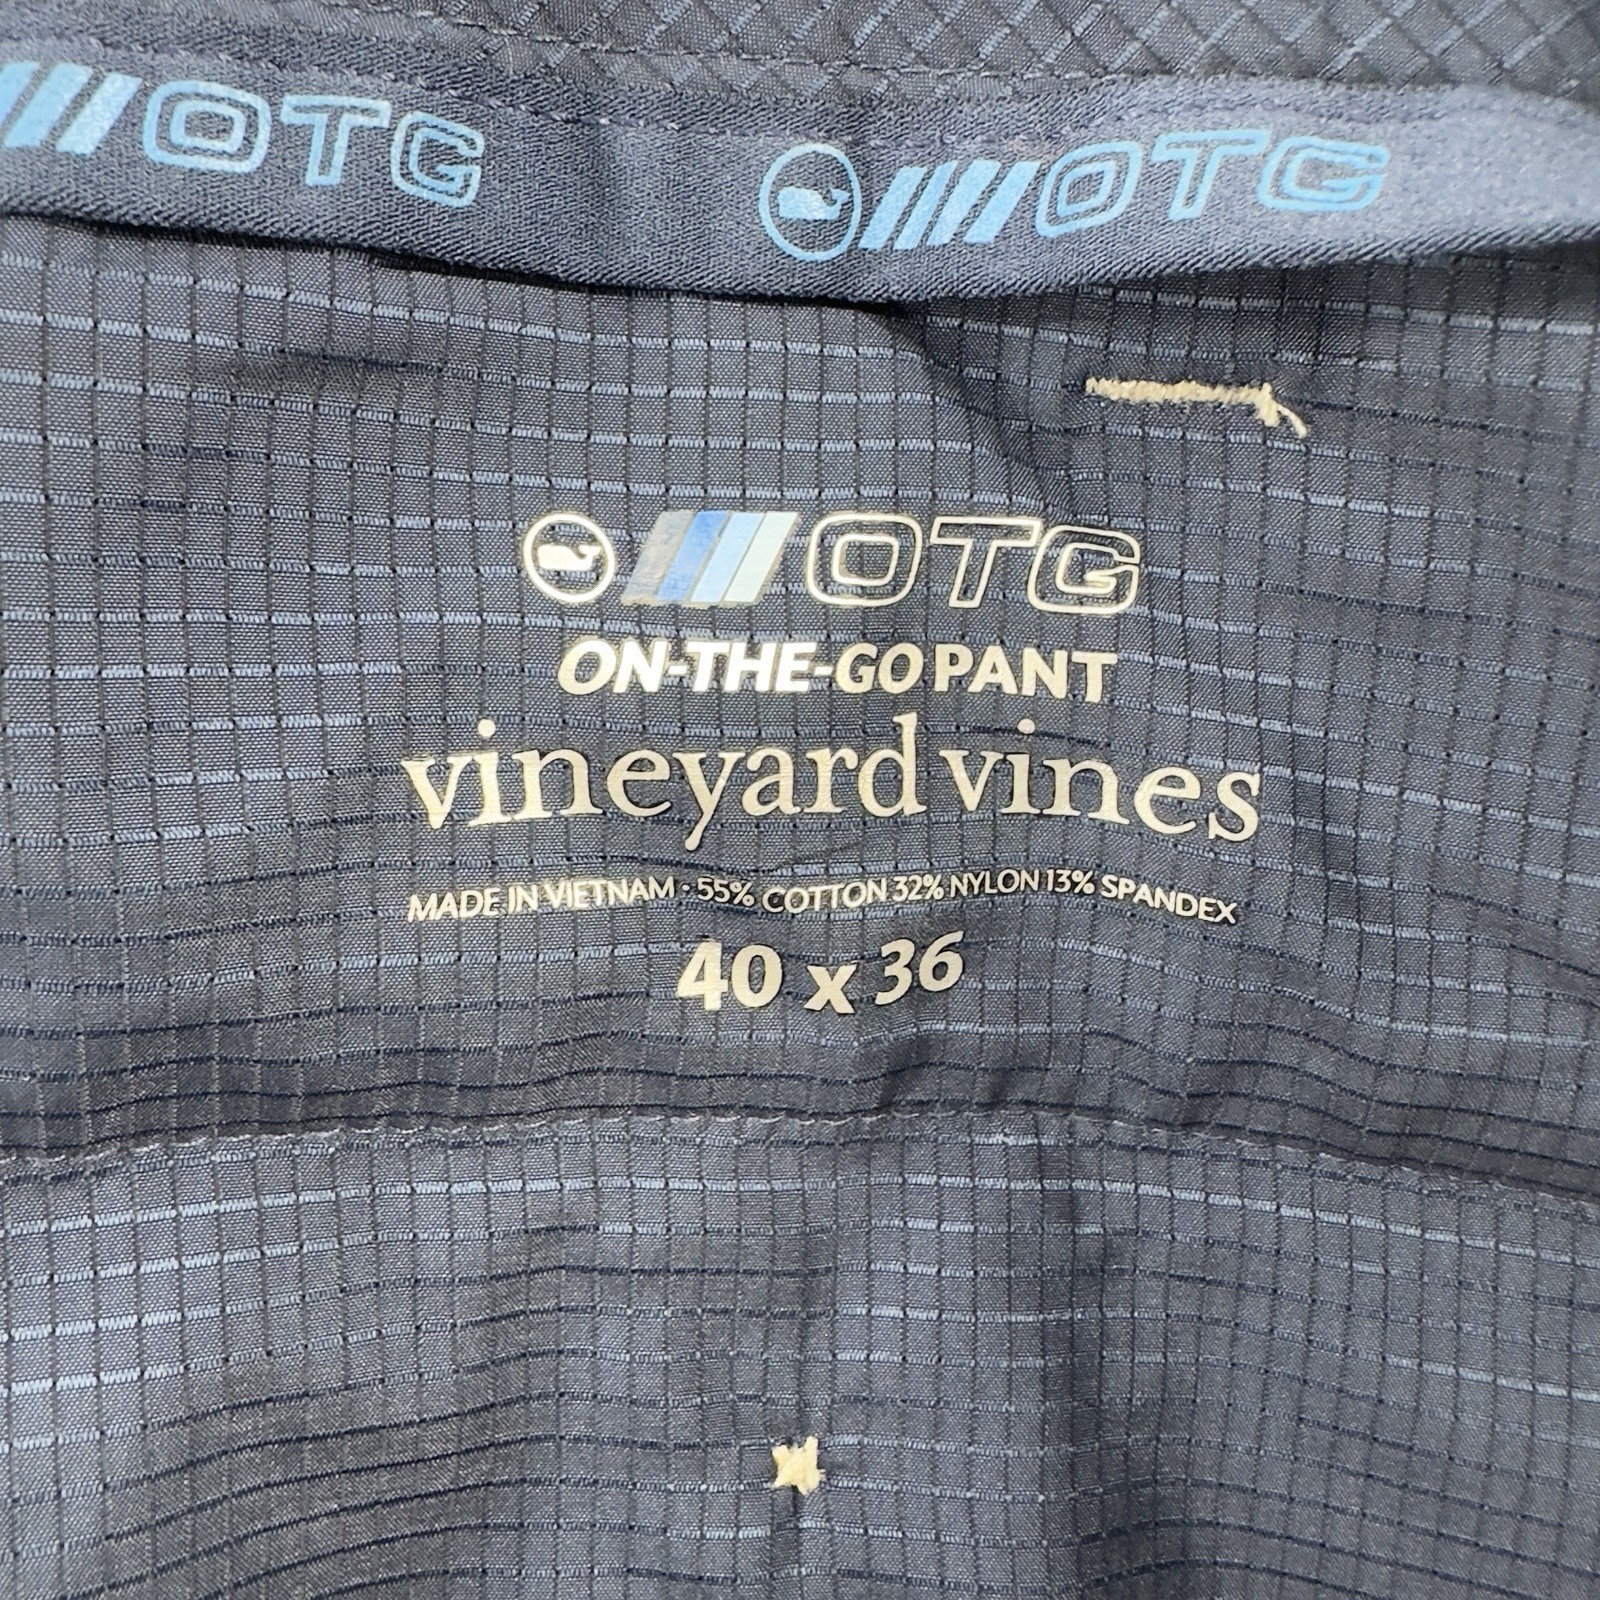 OTG OTG
OTG
ON-THE-GO PANT
vineyard vines
MADE IN VIETNAM · 55% COTTON 32% NYLON 13% SPANDEX
40 x 36